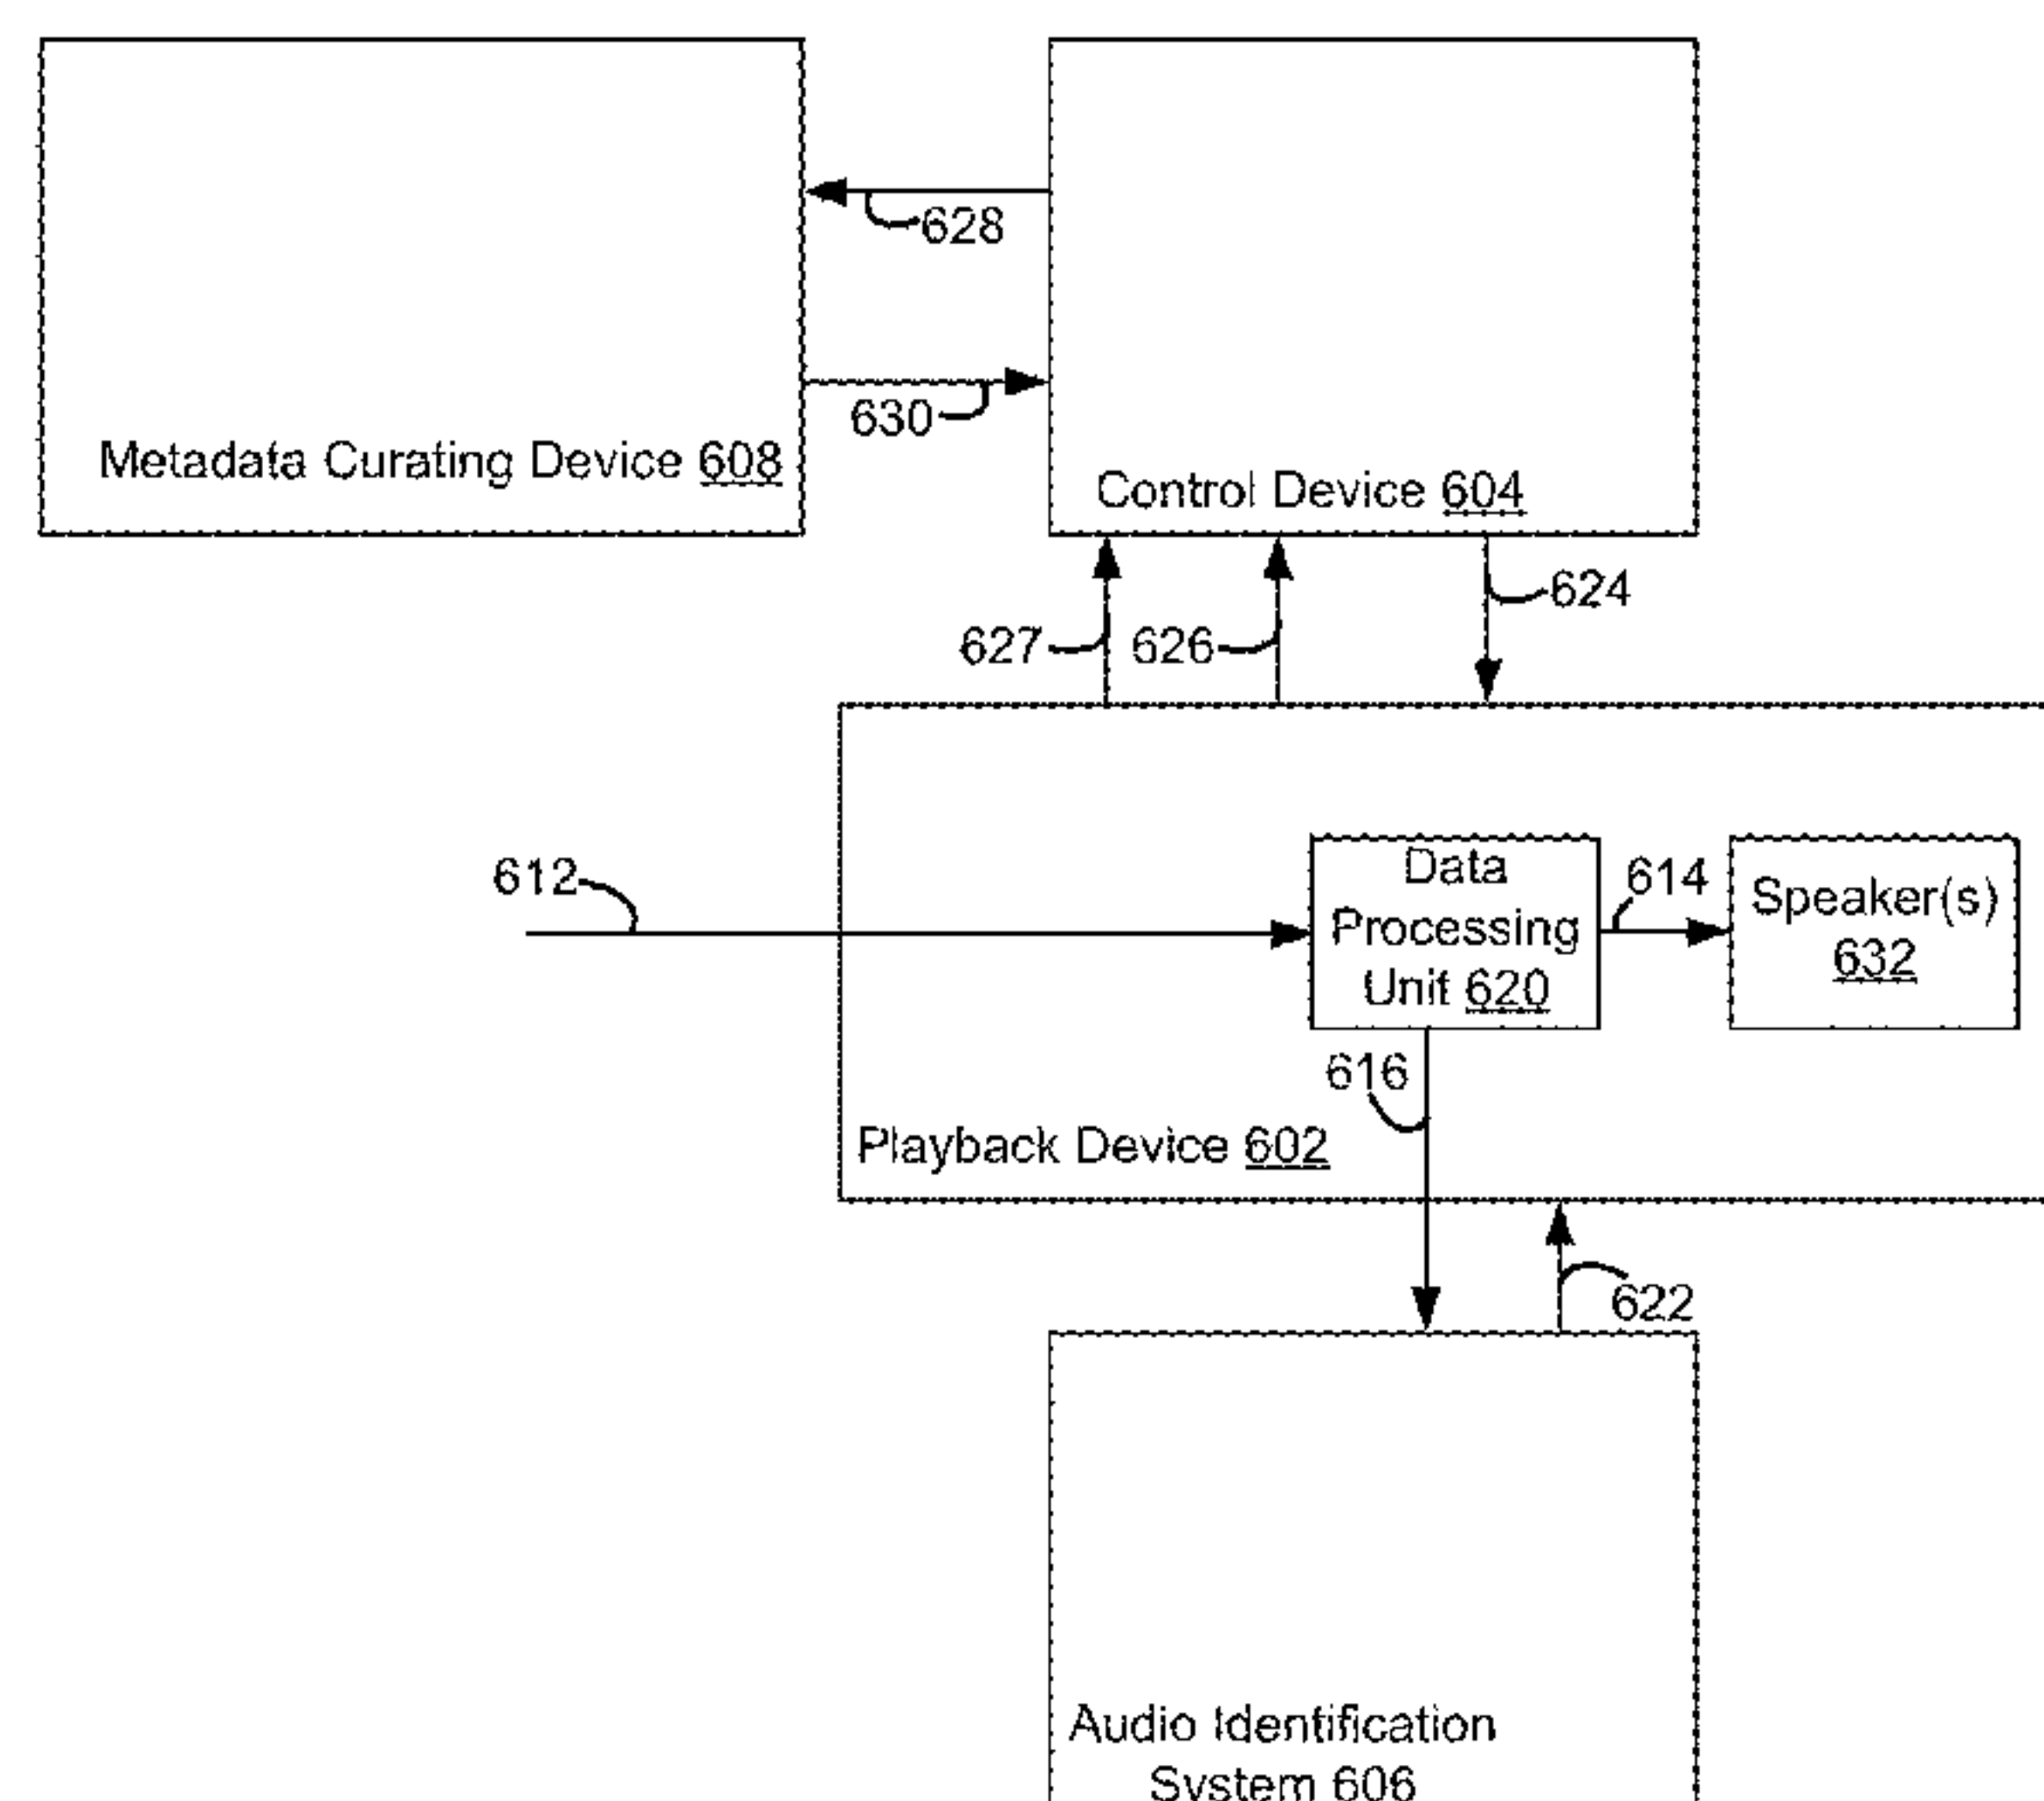 628
630
Metadata Curating Device 608
Control Device 604
624
627
626
612
Data
Processing
Unit 620
614
Speaker(s)
632
616
Playback Device 602
622
Audio Identification
System 606